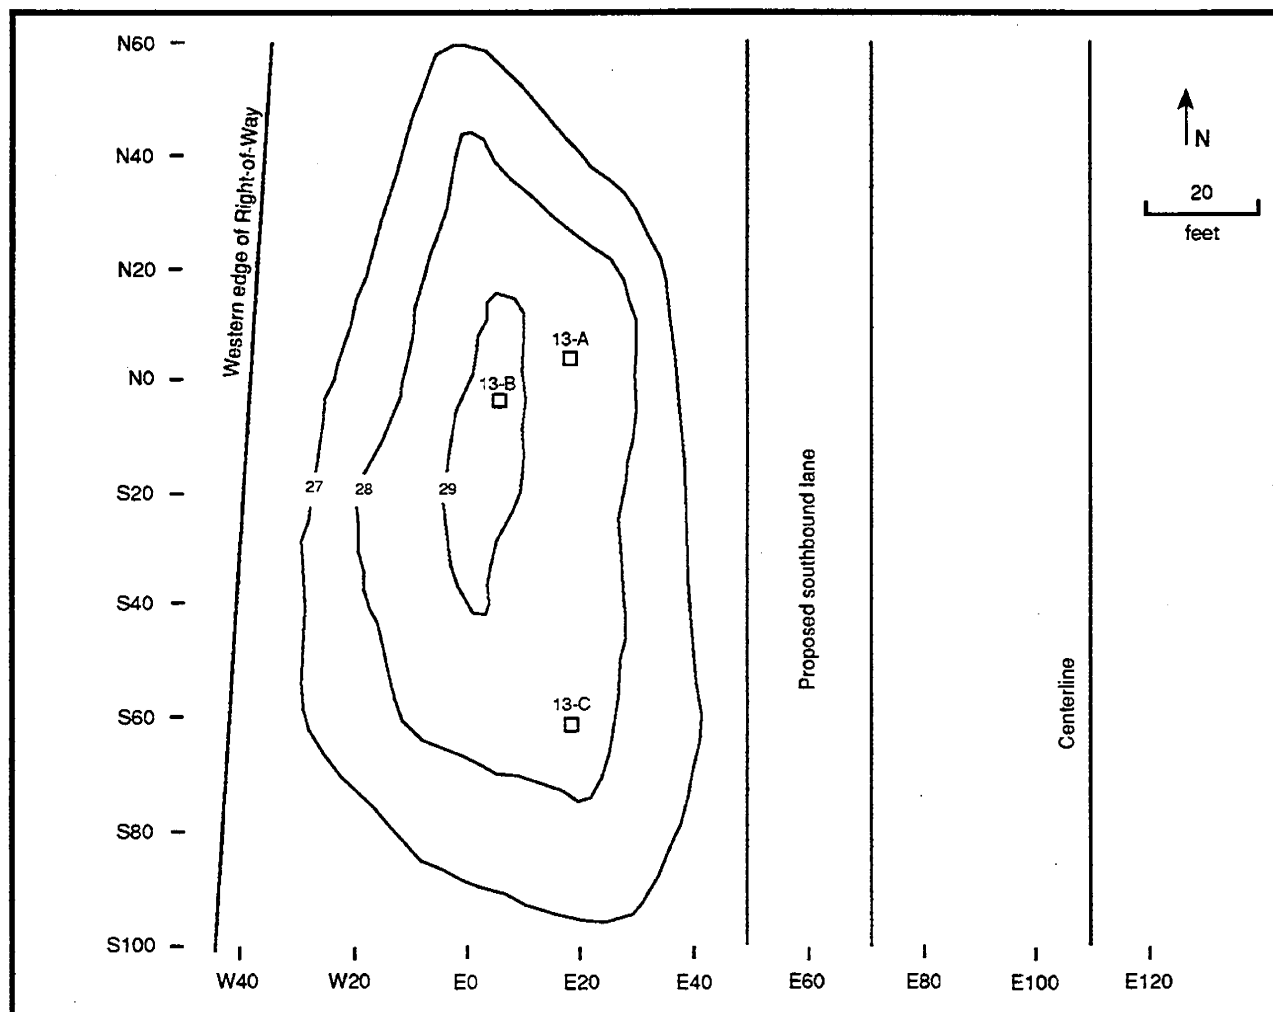 N60
Western edge of Right-of-Way
N40
N
20
feet
N20
13-A
N0
13-B
S20
27
28
29
Proposed southbound lane
S40
Centerline
13-C
S60
S80
S100
W40
W20
E0
E20
E40
E60
E80
E100
E120